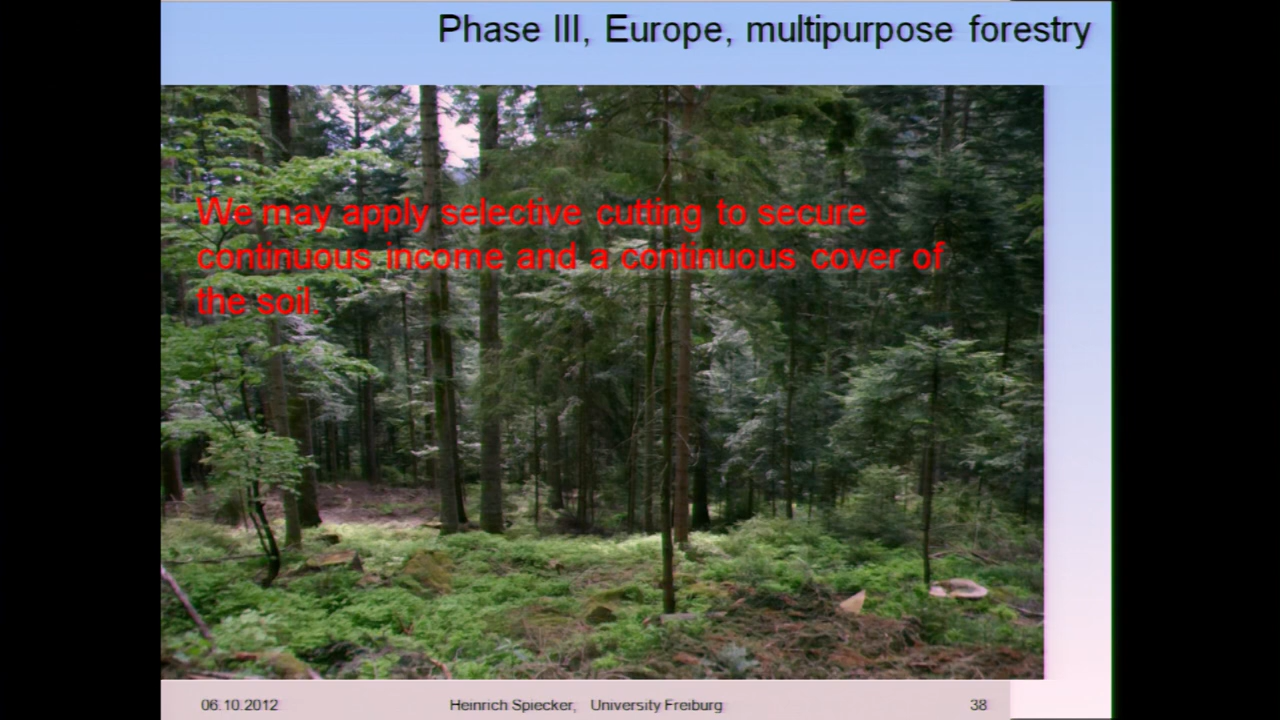 Phase III, Europe, multipurpose forestry
We may apply selective cutting to secure
continuous income and a continuous cover of
the soil.
06.10.2012 Heinrich Spiecker, University Freiburg 38